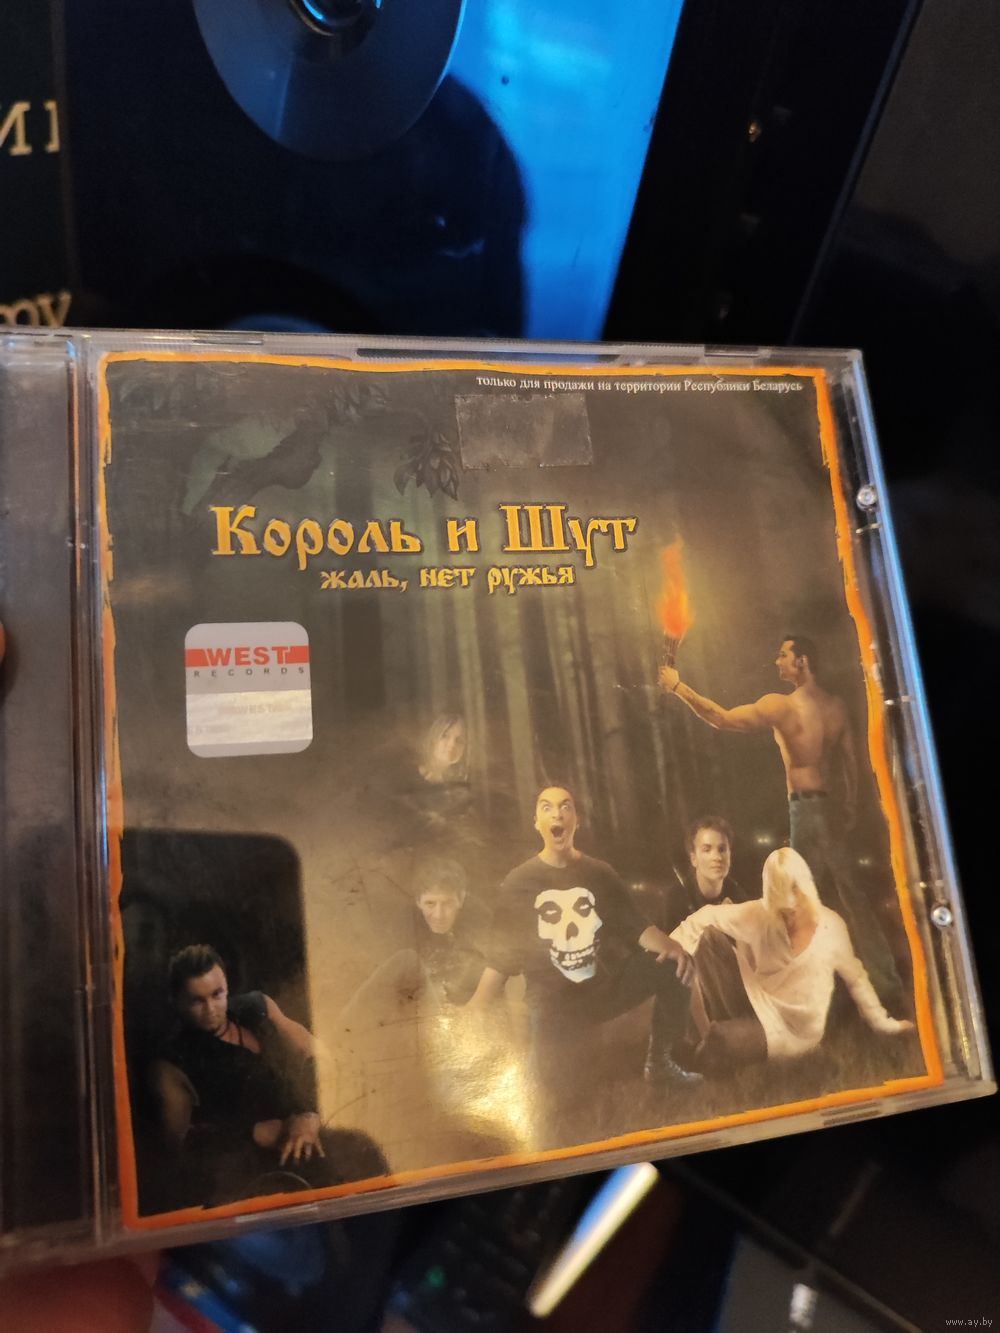 только для продажи на территории Республики Беларусь
Король и Шут
жаль, нет ружья
WEST
RECORDS
www.ay.by